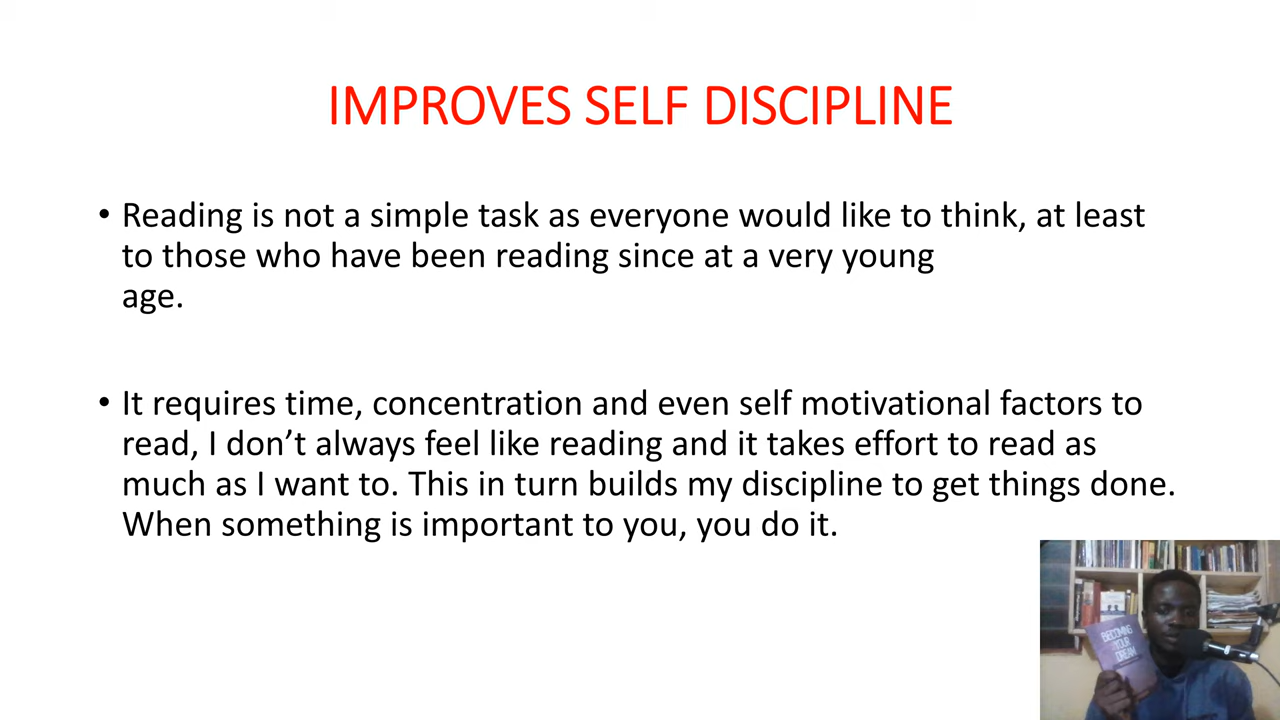 IMPROVES SELF DISCIPLINE
• Reading is not a simple task as everyone would like to think, at least
to those who have been reading since at a very young
age.
• It requires time, concentration and even self motivational factors to
read, I don’t always feel like reading and it takes effort to read as
much as I want to. This in turn builds my discipline to get things done.
When something is important to you, you do it.
BECOMING
YOUR
DREAM